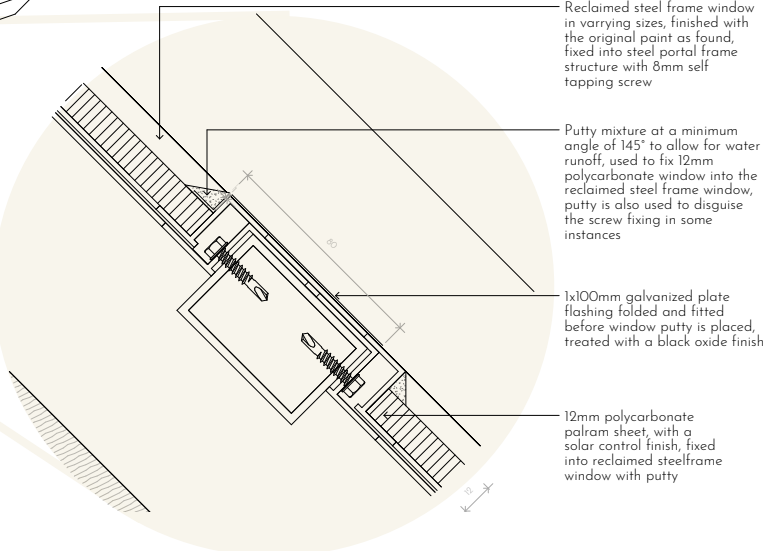 Reclaimed steel frame window
in varrying sizes, finished with
the original paint as found,
fixed into steel portal frame
structure with 8mm self
tapping screw
Putty mixture at a minimum
angle of 145° to allow for water
runoff, used to fix 12mm
polycarbonate window into the
reclaimed steel frame window,
putty is also used to disguise
the screw fixing in some
instances
80
1x100mm galvanized plate
flashing folded and fitted
before window putty is placed,
treated with a black oxide finish
12mm polycarbonate
palram sheet, with a
solar control finish, fixed
into reclaimed steelframe
window with putty
12